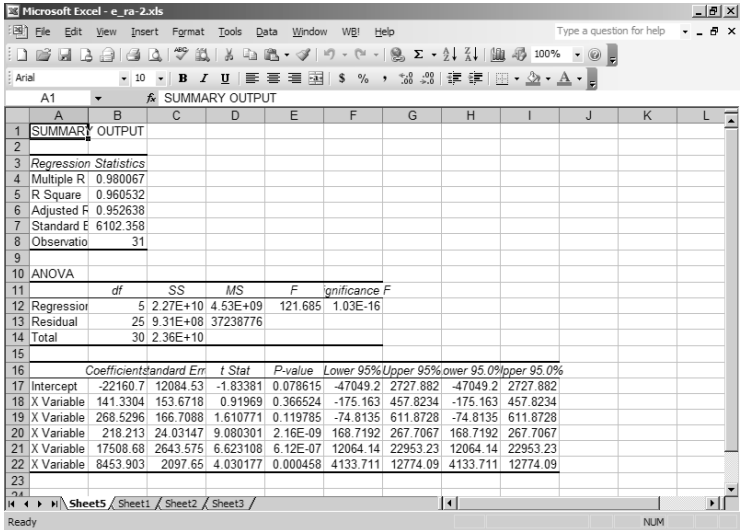 Microsoft Excel - e_ra-2.xls
File Edit View Insert Format Tools Data Window WB! Help Type a question for help
100%
Arial 10 B I U $ % ,
A1 fx SUMMARY OUTPUT
A B C D E F G H I J K L
1 SUMMARY OUTPUT
2
3 Regression Statistics
4 Multiple R 0.980067
5 R Square 0.960532
6 Adjusted R 0.952638
7 Standard E 6102.358
8 Observatio 31
9
10 ANOVA
11 df SS MS F ignificance F
12 Regression 5 2.27E+10 4.53E+09 121.685 1.03E-16
13 Residual 25 9.31E+08 37238776
14 Total 30 2.36E+10
15
16 Coefficients tandard Err t Stat P-value Lower 95% Upper 95% ower 95.0% pper 95.0%
17 Intercept -22160.7 12084.53 -1.83381 0.078615 -47049.2 2727.882 -47049.2 2727.882
18 X Variable 141.3304 153.6718 0.91969 0.366524 -175.163 457.8234 -175.163 457.8234
19 X Variable 268.5296 166.7088 1.610771 0.119785 -74.8135 611.8728 -74.8135 611.8728
20 X Variable 218.213 24.03147 9.080301 2.16E-09 168.7192 267.7067 168.7192 267.7067
21 X Variable 17508.68 2643.575 6.623108 6.12E-07 12064.14 22953.23 12064.14 22953.23
22 X Variable 8453.903 2097.65 4.030177 0.000458 4133.711 12774.09 4133.711 12774.09
23
24
Sheet5 Sheet1 Sheet2 Sheet3
Ready NUM